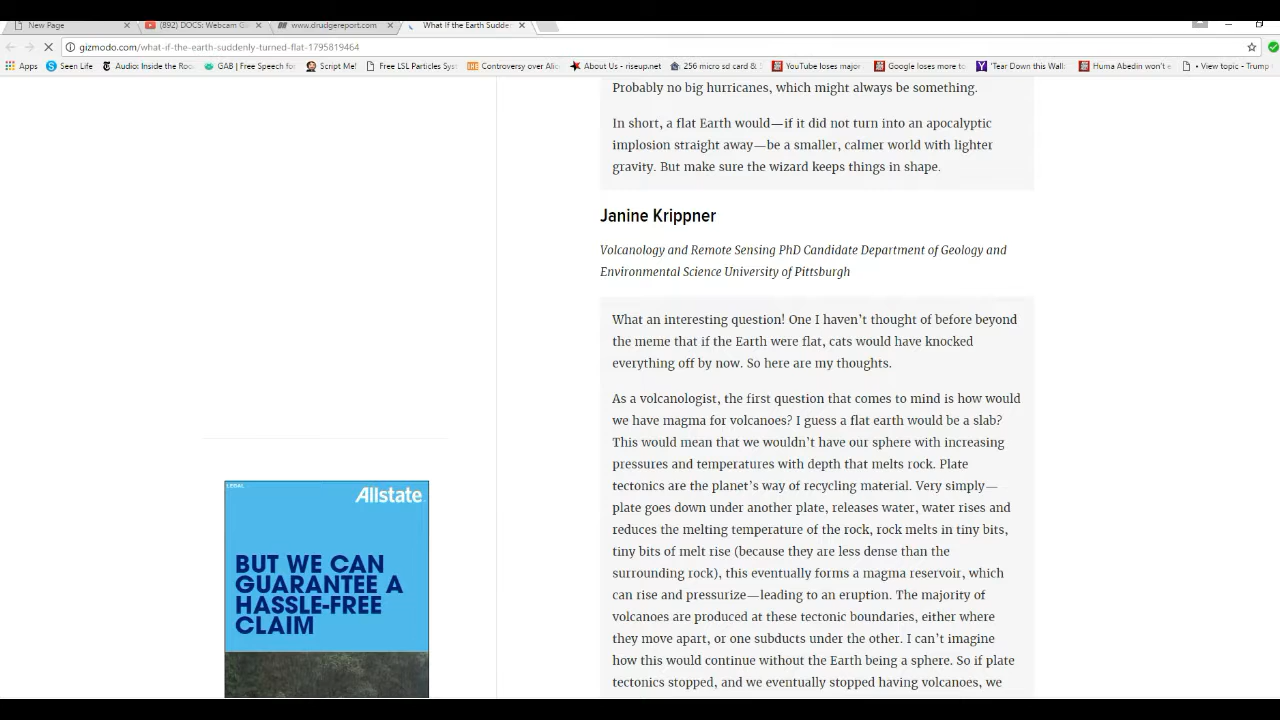 New Page
(892) DOCS: Webcam G
www.drudgereport.com
What If the Earth Sudde
gizmodo.com/what-if-the-earth-suddenly-turned-flat-1795819464
Apps Seen Life Audio: Inside the Ro GAB | Free Speech fo Script Me! Free LSL Particles Sys Controversy over Ali About Us - riseup.net 256 micro sd card & YouTube loses major Google loses more to 'Tear Down this Wall: Huma Abedin won't e • View topic - Trump
Probably no big hurricanes, which might always be something.
In short, a flat Earth would—if it did not turn into an apocalyptic
implosion straight away—be a smaller, calmer world with lighter
gravity. But make sure the wizard keeps things in shape.
Janine Krippner
Volcanology and Remote Sensing PhD Candidate Department of Geology and
Environmental Science University of Pittsburgh
What an interesting question! One I haven't thought of before beyond
the meme that if the Earth were flat, cats would have knocked
everything off by now. So here are my thoughts.
As a volcanologist, the first question that comes to mind is how would
we have magma for volcanoes? I guess a flat earth would be a slab?
This would mean that we wouldn't have our sphere with increasing
pressures and temperatures with depth that melts rock. Plate
tectonics are the planet's way of recycling material. Very simply—
plate goes down under another plate, releases water, water rises and
reduces the melting temperature of the rock, rock melts in tiny bits,
tiny bits of melt rise (because they are less dense than the
surrounding rock), this eventually forms a magma reservoir, which
can rise and pressurize—leading to an eruption. The majority of
volcanoes are produced at these tectonic boundaries, either where
they move apart, or one subducts under the other. I can't imagine
how this would continue without the Earth being a sphere. So if plate
tectonics stopped, and we eventually stopped having volcanoes, we
LEGAL
Allstate
BUT WE CAN
GUARANTEE A
HASSLE-FREE
CLAIM